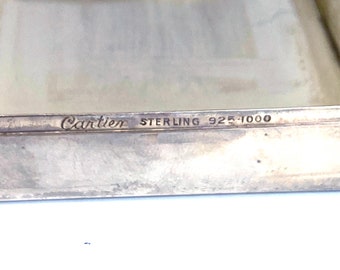 Cartier STERLING 925-1000